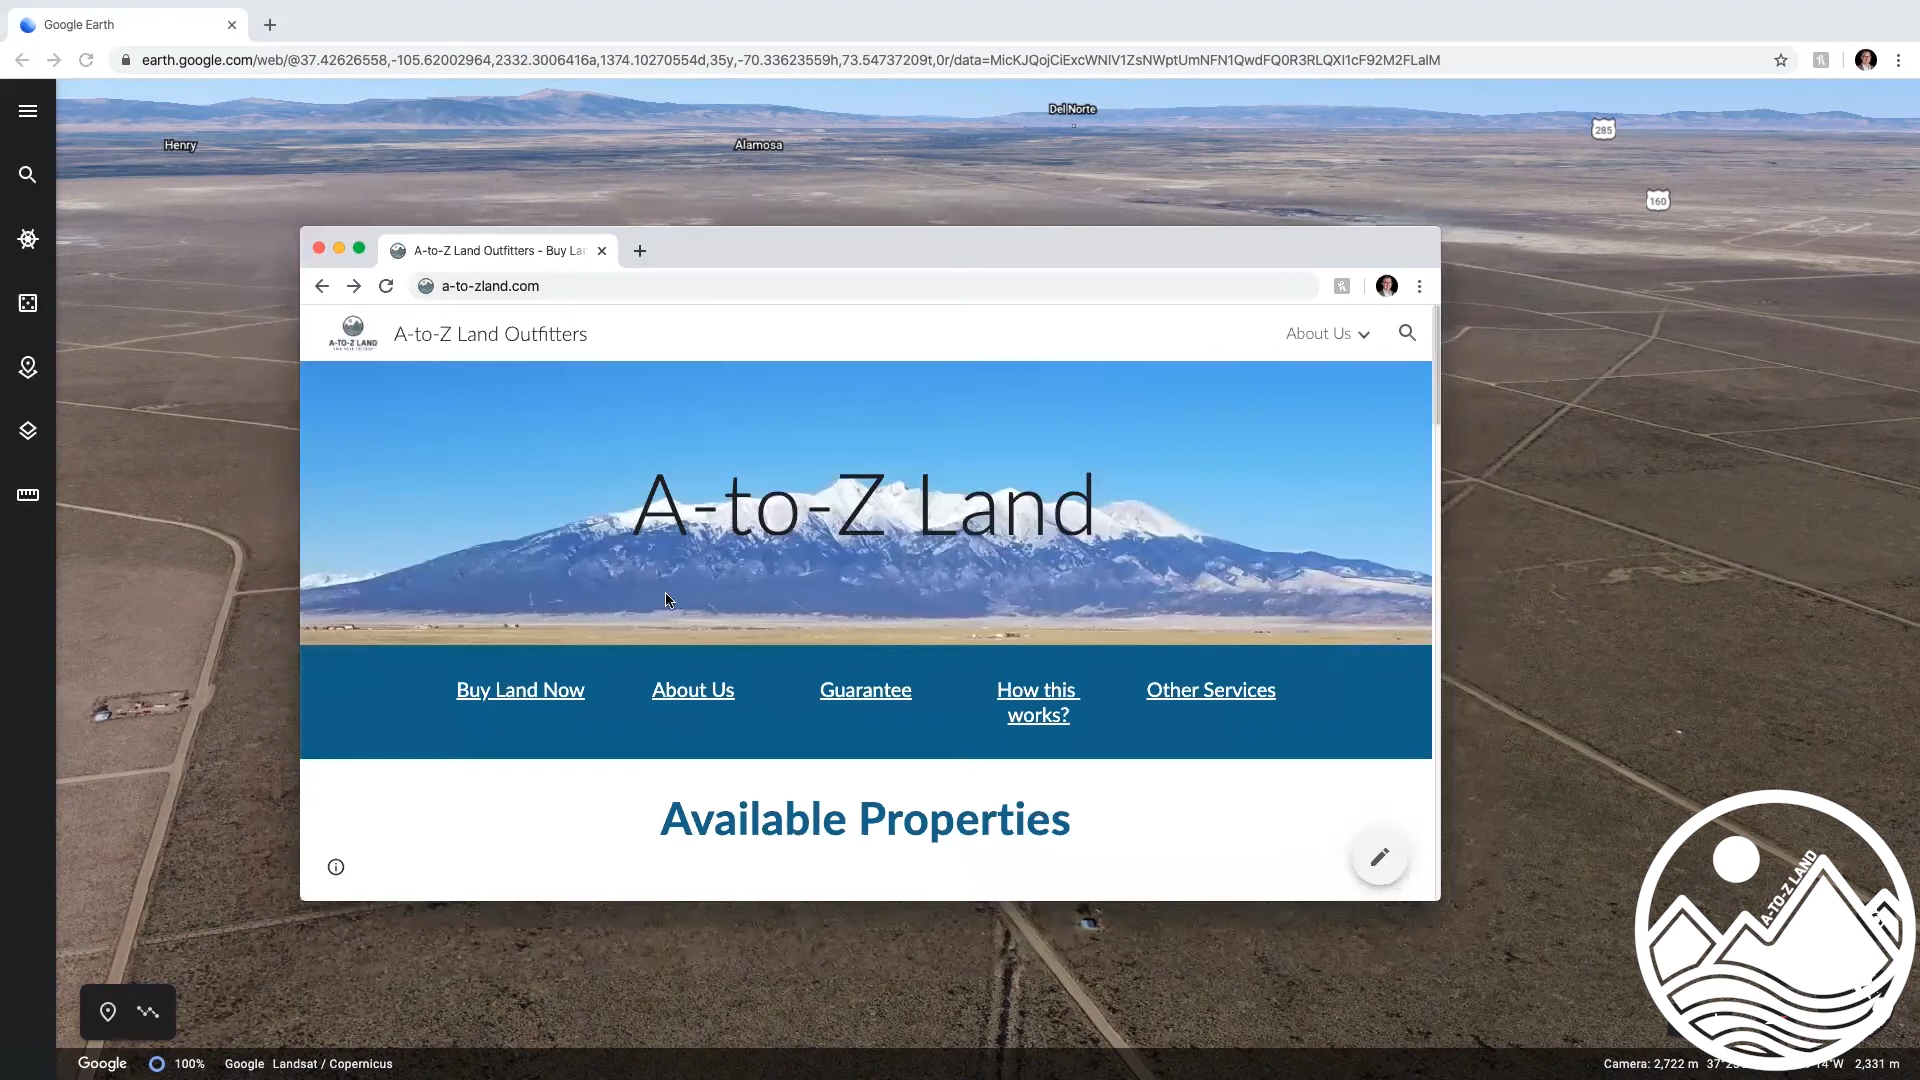 Google Earth
earth.google.com/web/@37.42626558,-105.62002964,2332.3006416a,1374.10270554d,35y,-70.33623559h,73.54737209t,0r/data=MicKJQojCiExcWNIV1ZsNWptUmNFN1QwdFQ0R3RLQXI1cF92M2FLalM
Del Norte
285
Henry
Alamosa
160
A-to-Z Land Outfitters - Buy Lar
a-to-zland.com
A-TO-Z LAND
A-to-Z Land Outfitters
About Us
A-to-Z Land
Buy Land Now
About Us
Guarantee
How this
works?
Other Services
Available Properties
A-TO-Z LAND
Google
100%
Google
Landsat / Copernicus
Camera: 2,722 m
2,331 m